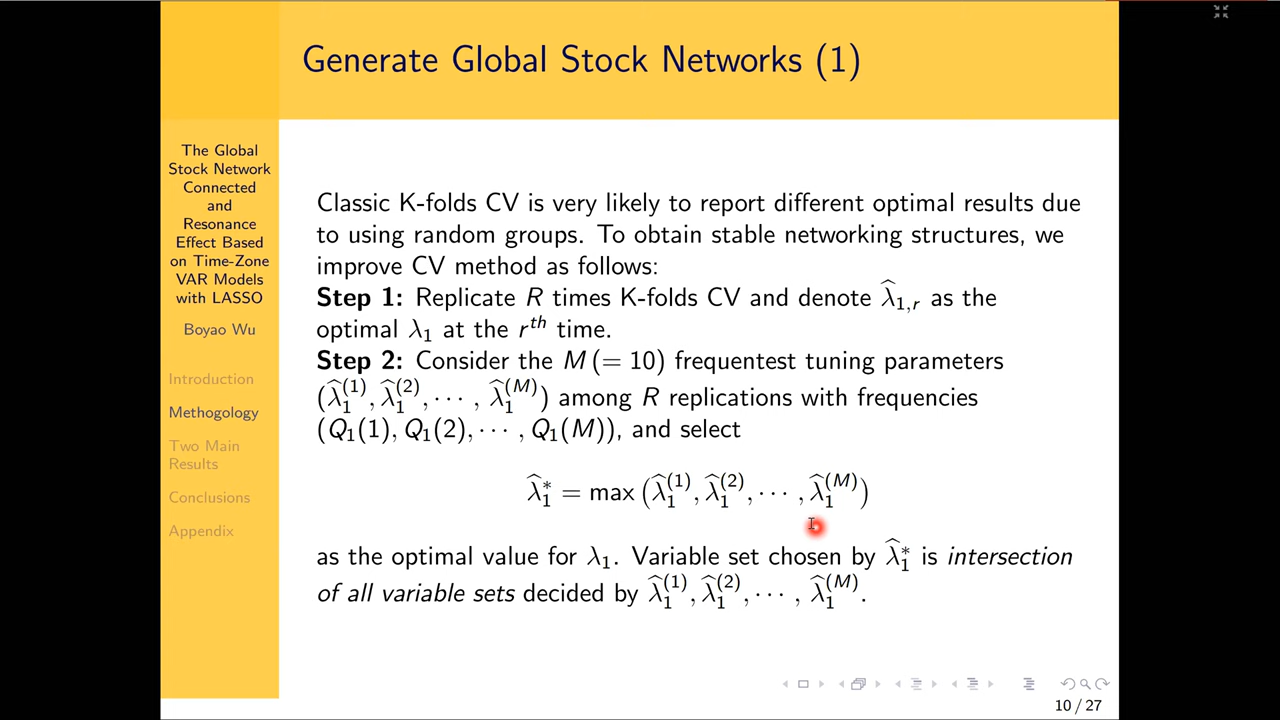 Generate Global Stock Networks (1)
The Global
Stock Network
Connected
and
Resonance
Effect Based
on Time-Zone
VAR Models
with LASSO
Boyao Wu
Introduction
Methogology
Two Main
Results
Conclusions
Appendix
Classic K-folds CV is very likely to report different optimal results due
to using random groups. To obtain stable networking structures, we
improve CV method as follows:
Step 1: Replicate R times K-folds CV and denote λ̂₁,ᵣ as the
optimal λ₁ at the rᵗʰ time.
Step 2: Consider the M (= 10) frequentest tuning parameters
(λ̂₁⁽¹⁾, λ̂₁⁽²⁾, ⋯ , λ̂₁⁽ᴹ⁾) among R replications with frequencies
(Q₁(1), Q₁(2), ⋯ , Q₁(M)), and select
λ̂₁* = max (λ̂₁⁽¹⁾, λ̂₁⁽²⁾, ⋯ , λ̂₁⁽ᴹ⁾)
as the optimal value for λ₁. Variable set chosen by λ̂₁* is intersection
of all variable sets decided by λ̂₁⁽¹⁾, λ̂₁⁽²⁾, ⋯ , λ̂₁⁽ᴹ⁾.
10 / 27